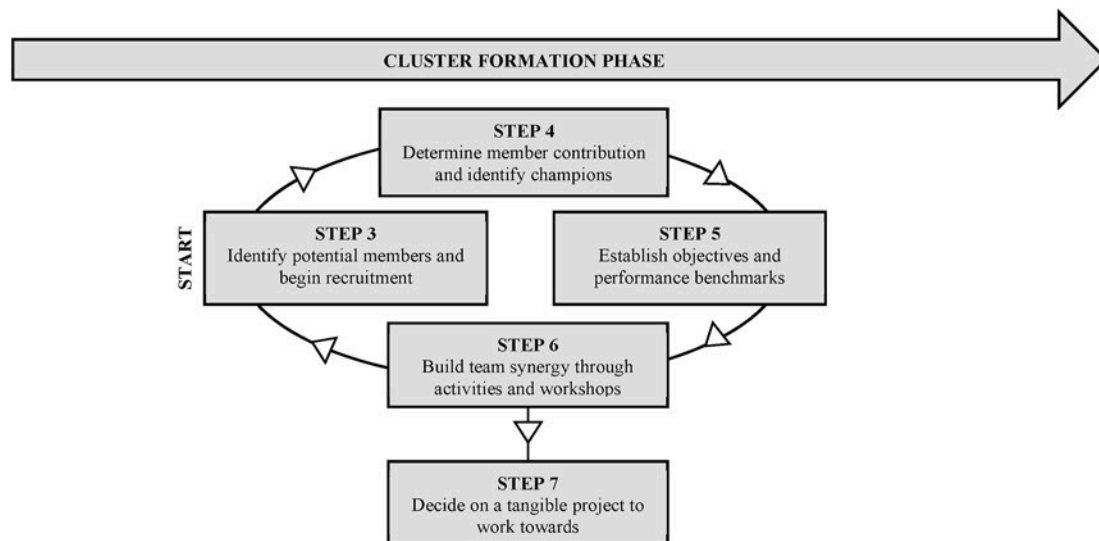 CLUSTER FORMATION PHASE
STEP 4
Determine member contribution
and identify champions
START
STEP 3
Identify potential members and
begin recruitment
STEP 5
Establish objectives and
performance benchmarks
STEP 6
Build team synergy through
activities and workshops
STEP 7
Decide on a tangible project to
work towards